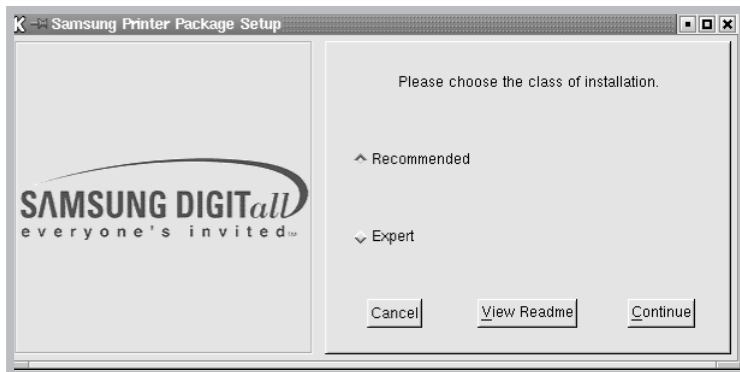 Samsung Printer Package Setup
Please choose the class of installation.
Recommended
SAMSUNG DIGITall
everyone's invited™
Expert
Cancel View Readme Continue